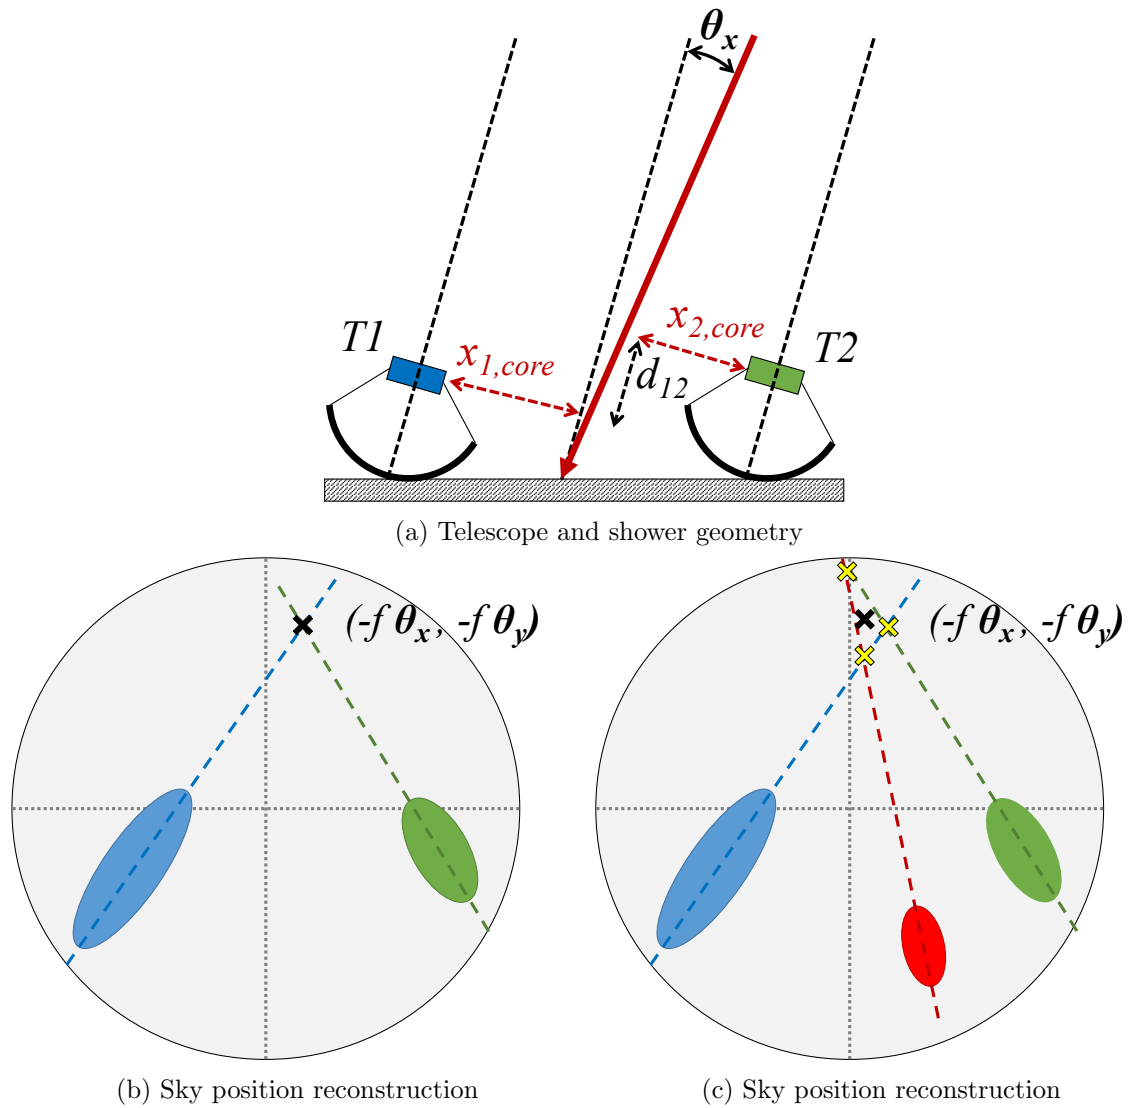 θx
T1
x1,core
x2,core
T2
d12
(a) Telescope and shower geometry
(-f θx, -f θy)
(-f θx, -f θy)
(b) Sky position reconstruction
(c) Sky position reconstruction